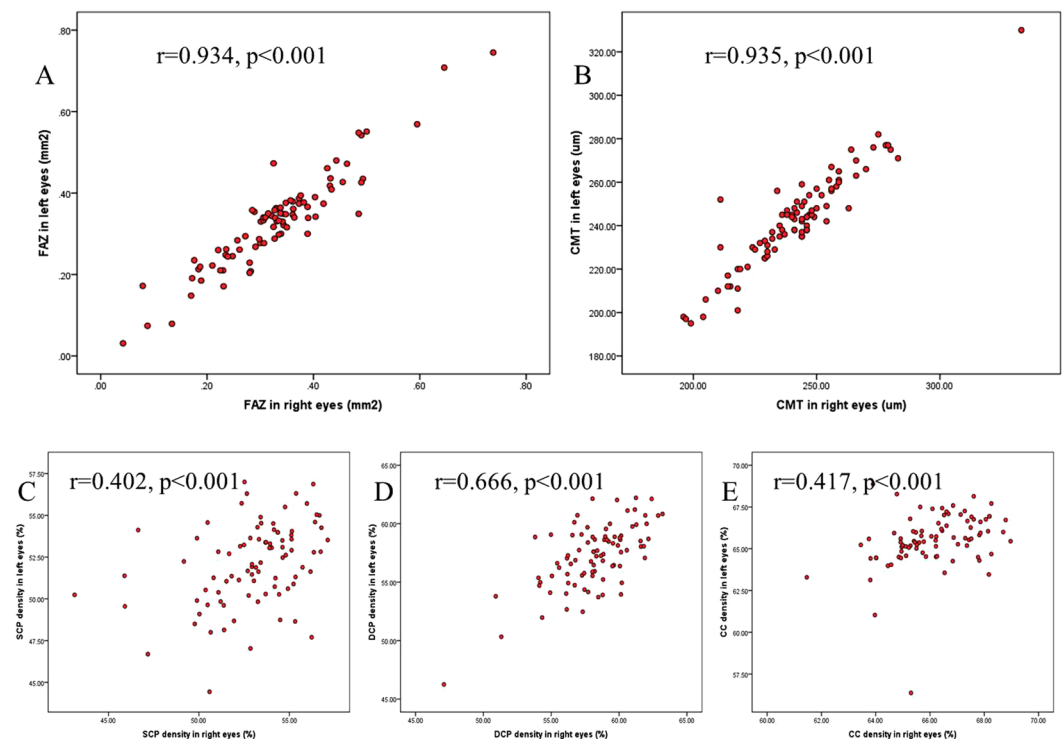 A
r=0.934, p<0.001
FAZ in left eyes (mm2)
.80
.60
.40
.20
.00
.00 .20 .40 .60 .80
FAZ in right eyes (mm2)
B
r=0.935, p<0.001
CMT in left eyes (um)
320.00
300.00
280.00
260.00
240.00
220.00
200.00
180.00
200.00 250.00 300.00
CMT in right eyes (um)
C
r=0.402, p<0.001
SCP density in left eyes (%)
57.50
55.00
52.50
50.00
47.50
45.00
45.00 50.00 55.00
SCP density in right eyes (%)
D
r=0.666, p<0.001
DCP density in left eyes (%)
65.00
60.00
55.00
50.00
45.00
45.00 50.00 55.00 60.00 65.00
DCP density in right eyes (%)
E
r=0.417, p<0.001
CC density in left eyes (%)
70.00
67.50
65.00
62.50
60.00
57.50
60.00 62.00 64.00 66.00 68.00 70.00
CC density in right eyes (%)